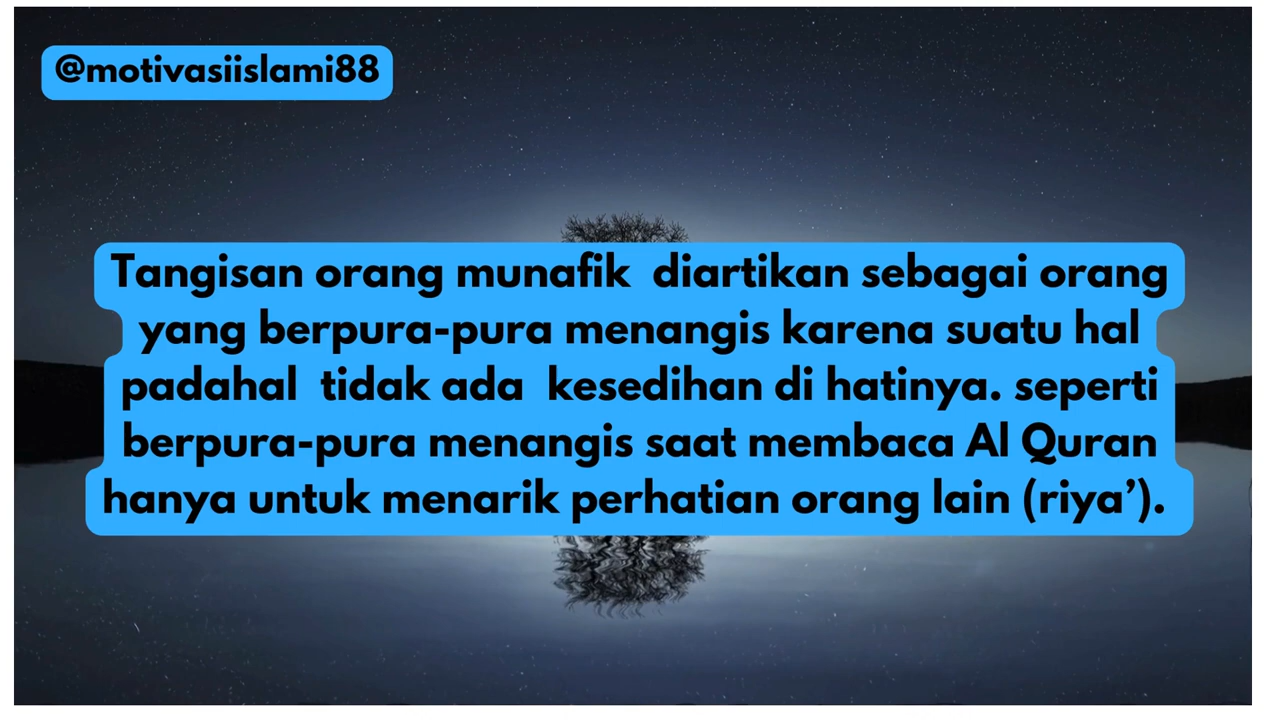 @motivasiislami88
Tangisan orang munafik diartikan sebagai orang
yang berpura-pura menangis karena suatu hal
padahal tidak ada kesedihan di hatinya. seperti
berpura-pura menangis saat membaca Al Quran
hanya untuk menarik perhatian orang lain (riya’).